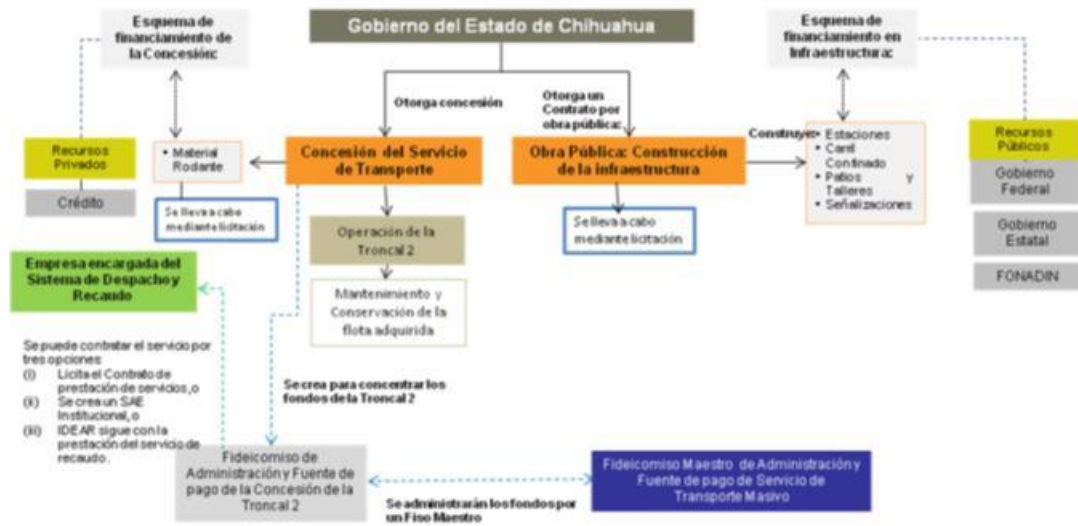 Gobierno del Estado de Chihuahua
Esquema de
financiamiento de
la Concesión:
Esquema de
financiamiento en
Infraestructura:
Otorga concesión
Otorga un
Contrato por
obra pública:
Recursos
Privados
Crédito
• Material
Rodante
Se lleva a cabo
mediante licitación
Concesión del Servicio
de Transporte
Obra Pública: Construcción
de la infraestructura
Construye:
• Estaciones
• Carril
Confinado
• Patios y
Talleres
• Señalizaciones
Recursos
Públicos
Gobierno
Federal
Gobierno
Estatal
FONADIN
Operación de la
Troncal 2
Se lleva a cabo
mediante licitación
Mantenimiento y
Conservación de la
flota adquirida
Empresa encargada del
Sistema de Despacho y
Recaudo
Se puede contratar el servicio por
tres opciones
(i) Licita el Contrato de
prestación de servicios, o
(ii) Se crea un SAE
Institucional, o
(iii) IDEAR sigue con la
prestación del servicio de
recaudo.
Se crea para concentrar los
fondos de la Troncal 2
Fideicomiso de
Administración y Fuente de
pago de la Concesión de la
Troncal 2
Se administrarán los fondos por
un Fiso Maestro
Fideicomiso Maestro de Administración y
Fuente de pago de Servicio de
Transporte Masivo